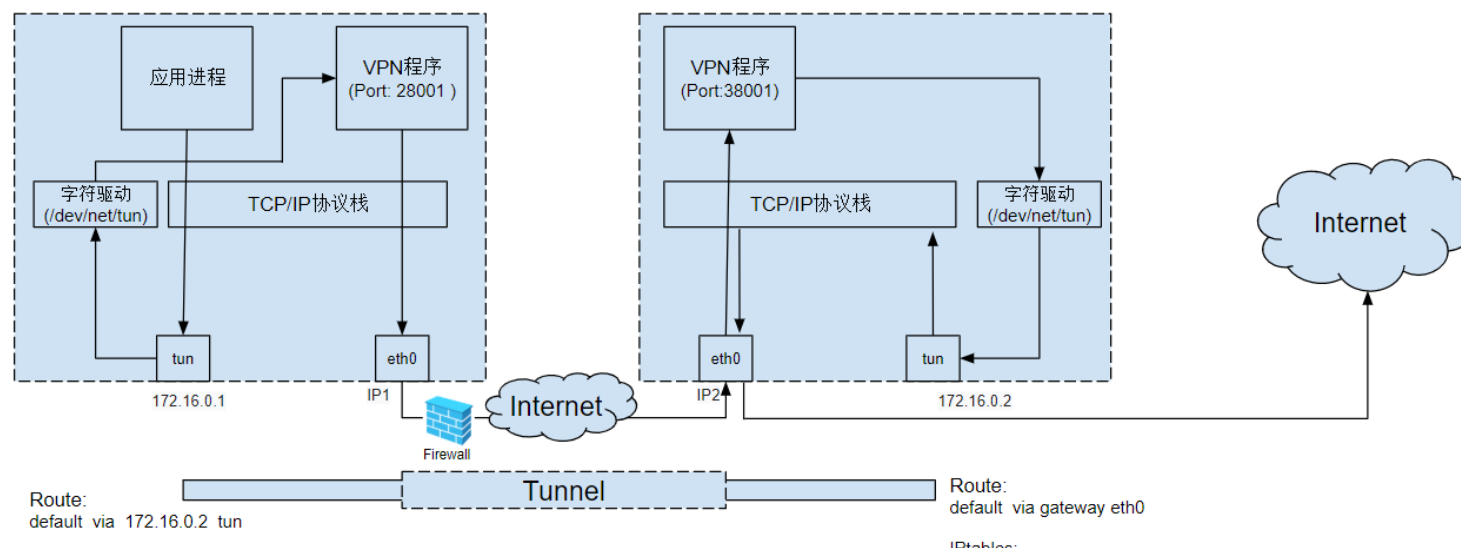 应用进程
VPN程序
(Port: 28001 )
字符驱动
(/dev/net/tun)
TCP/IP协议栈
tun
eth0
172.16.0.1
IP1
Firewall
Internet
VPN程序
(Port:38001)
TCP/IP协议栈
字符驱动
(/dev/net/tun)
eth0
tun
IP2
172.16.0.2
Internet
Tunnel
Route:
default via 172.16.0.2 tun
Route:
default via gateway eth0
IPtables: